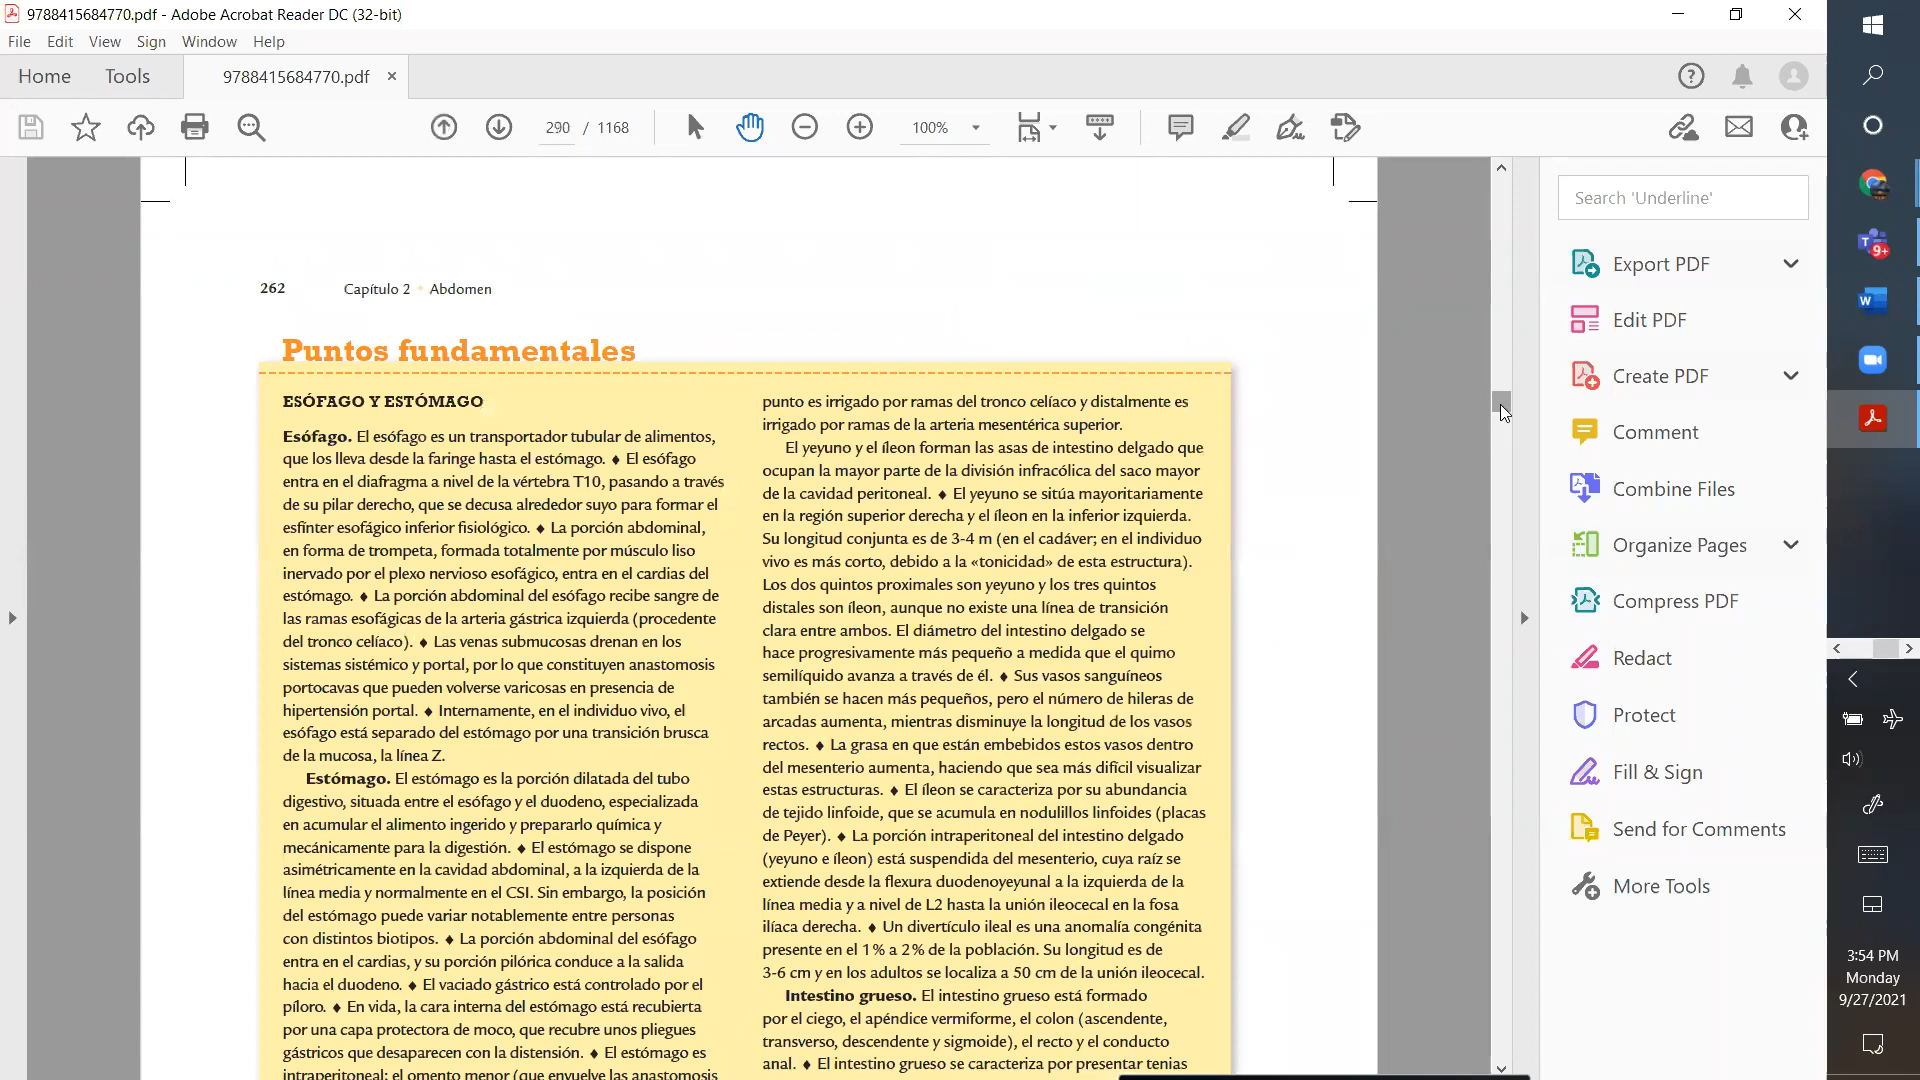 9788415684770.pdf - Adobe Acrobat Reader DC (32-bit)
File Edit View Sign Window Help
Home Tools 9788415684770.pdf
290 / 1168 100%
262 Capítulo 2 Abdomen
Puntos fundamentales
ESÓFAGO Y ESTÓMAGO
Esófago. El esófago es un transportador tubular de alimentos,
que los lleva desde la faringe hasta el estómago. ♦ El esófago
entra en el diafragma a nivel de la vértebra T10, pasando a través
de su pilar derecho, que se decusa alrededor suyo para formar el
esfínter esofágico inferior fisiológico. ♦ La porción abdominal,
en forma de trompeta, formada totalmente por músculo liso
inervado por el plexo nervioso esofágico, entra en el cardias del
estómago. ♦ La porción abdominal del esófago recibe sangre de
las ramas esofágicas de la arteria gástrica izquierda (procedente
del tronco celíaco). ♦ Las venas submucosas drenan en los
sistemas sistémico y portal, por lo que constituyen anastomosis
portocavas que pueden volverse varicosas en presencia de
hipertensión portal. ♦ Internamente, en el individuo vivo, el
esófago está separado del estómago por una transición brusca
de la mucosa, la línea Z.
Estómago. El estómago es la porción dilatada del tubo
digestivo, situada entre el esófago y el duodeno, especializada
en acumular el alimento ingerido y prepararlo química y
mecánicamente para la digestión. ♦ El estómago se dispone
asimétricamente en la cavidad abdominal, a la izquierda de la
línea media y normalmente en el CSI. Sin embargo, la posición
del estómago puede variar notablemente entre personas
con distintos biotipos. ♦ La porción abdominal del esófago
entra en el cardias, y su porción pilórica conduce a la salida
hacia el duodeno. ♦ El vaciado gástrico está controlado por el
píloro. ♦ En vida, la cara interna del estómago está recubierta
por una capa protectora de moco, que recubre unos pliegues
gástricos que desaparecen con la distensión. ♦ El estómago es
intraperitoneal; el omento menor (que envuelve las anastomosis
punto es irrigado por ramas del tronco celíaco y distalmente es
irrigado por ramas de la arteria mesentérica superior.
El yeyuno y el íleon forman las asas de intestino delgado que
ocupan la mayor parte de la división infracólica del saco mayor
de la cavidad peritoneal. ♦ El yeyuno se sitúa mayoritariamente
en la región superior derecha y el íleon en la inferior izquierda.
Su longitud conjunta es de 3-4 m (en el cadáver; en el individuo
vivo es más corto, debido a la «tonicidad» de esta estructura).
Los dos quintos proximales son yeyuno y los tres quintos
distales son íleon, aunque no existe una línea de transición
clara entre ambos. El diámetro del intestino delgado se
hace progresivamente más pequeño a medida que el quimo
semilíquido avanza a través de él. ♦ Sus vasos sanguíneos
también se hacen más pequeños, pero el número de hileras de
arcadas aumenta, mientras disminuye la longitud de los vasos
rectos. ♦ La grasa en que están embebidos estos vasos dentro
del mesenterio aumenta, haciendo que sea más difícil visualizar
estas estructuras. ♦ El íleon se caracteriza por su abundancia
de tejido linfoide, que se acumula en nodulillos linfoides (placas
de Peyer). ♦ La porción intraperitoneal del intestino delgado
(yeyuno e íleon) está suspendida del mesenterio, cuya raíz se
extiende desde la flexura duodenoyeyunal a la izquierda de la
línea media y a nivel de L2 hasta la unión ileocecal en la fosa
ilíaca derecha. ♦ Un divertículo ileal es una anomalía congénita
presente en el 1% a 2% de la población. Su longitud es de
3-6 cm y en los adultos se localiza a 50 cm de la unión ileocecal.
Intestino grueso. El intestino grueso está formado
por el ciego, el apéndice vermiforme, el colon (ascendente,
transverso, descendente y sigmoide), el recto y el conducto
anal. ♦ El intestino grueso se caracteriza por presentar tenias
Search 'Underline'
Export PDF
Edit PDF
Create PDF
Comment
Combine Files
Organize Pages
Compress PDF
Redact
Protect
Fill & Sign
Send for Comments
More Tools
9+
3:54 PM
Monday
9/27/2021